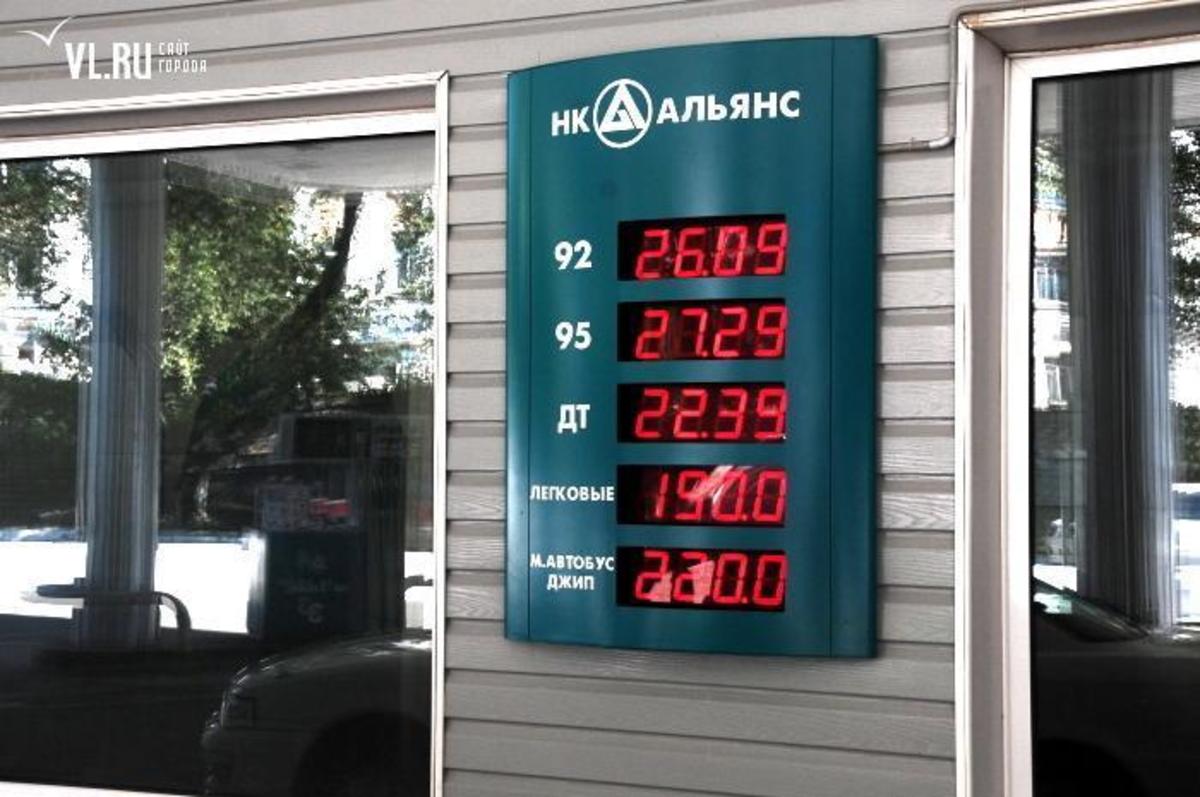 VL.RU САЙТ ГОРОДА
НК АЛЬЯНС
92 26.09
95 27.29
ДТ 22.39
ЛЕГКОВЫЕ 190.0
М.АВТОБУС
ДЖИП 220.0